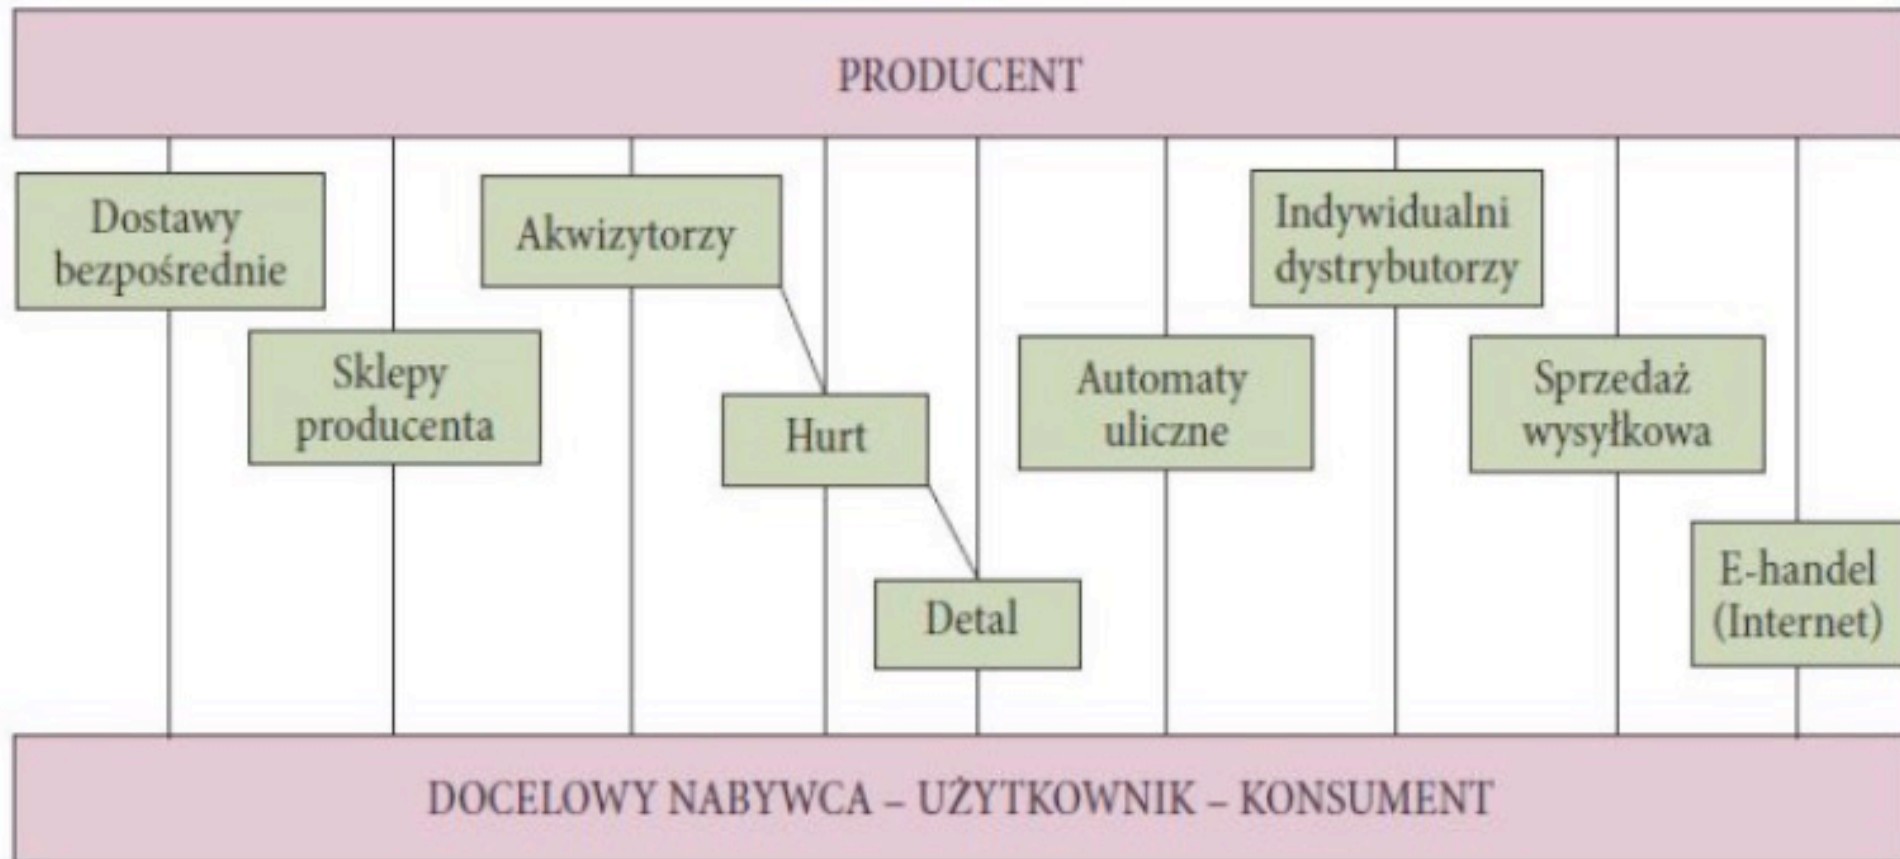 PRODUCENT
Dostawy
bezpośrednie
Sklepy
producenta
Akwizytorzy
Hurt
Detal
Automaty
uliczne
Indywidualni
dystrybutorzy
Sprzedaż
wysyłkowa
E-handel
(Internet)
DOCELOWY NABYWCA – UŻYTKOWNIK – KONSUMENT